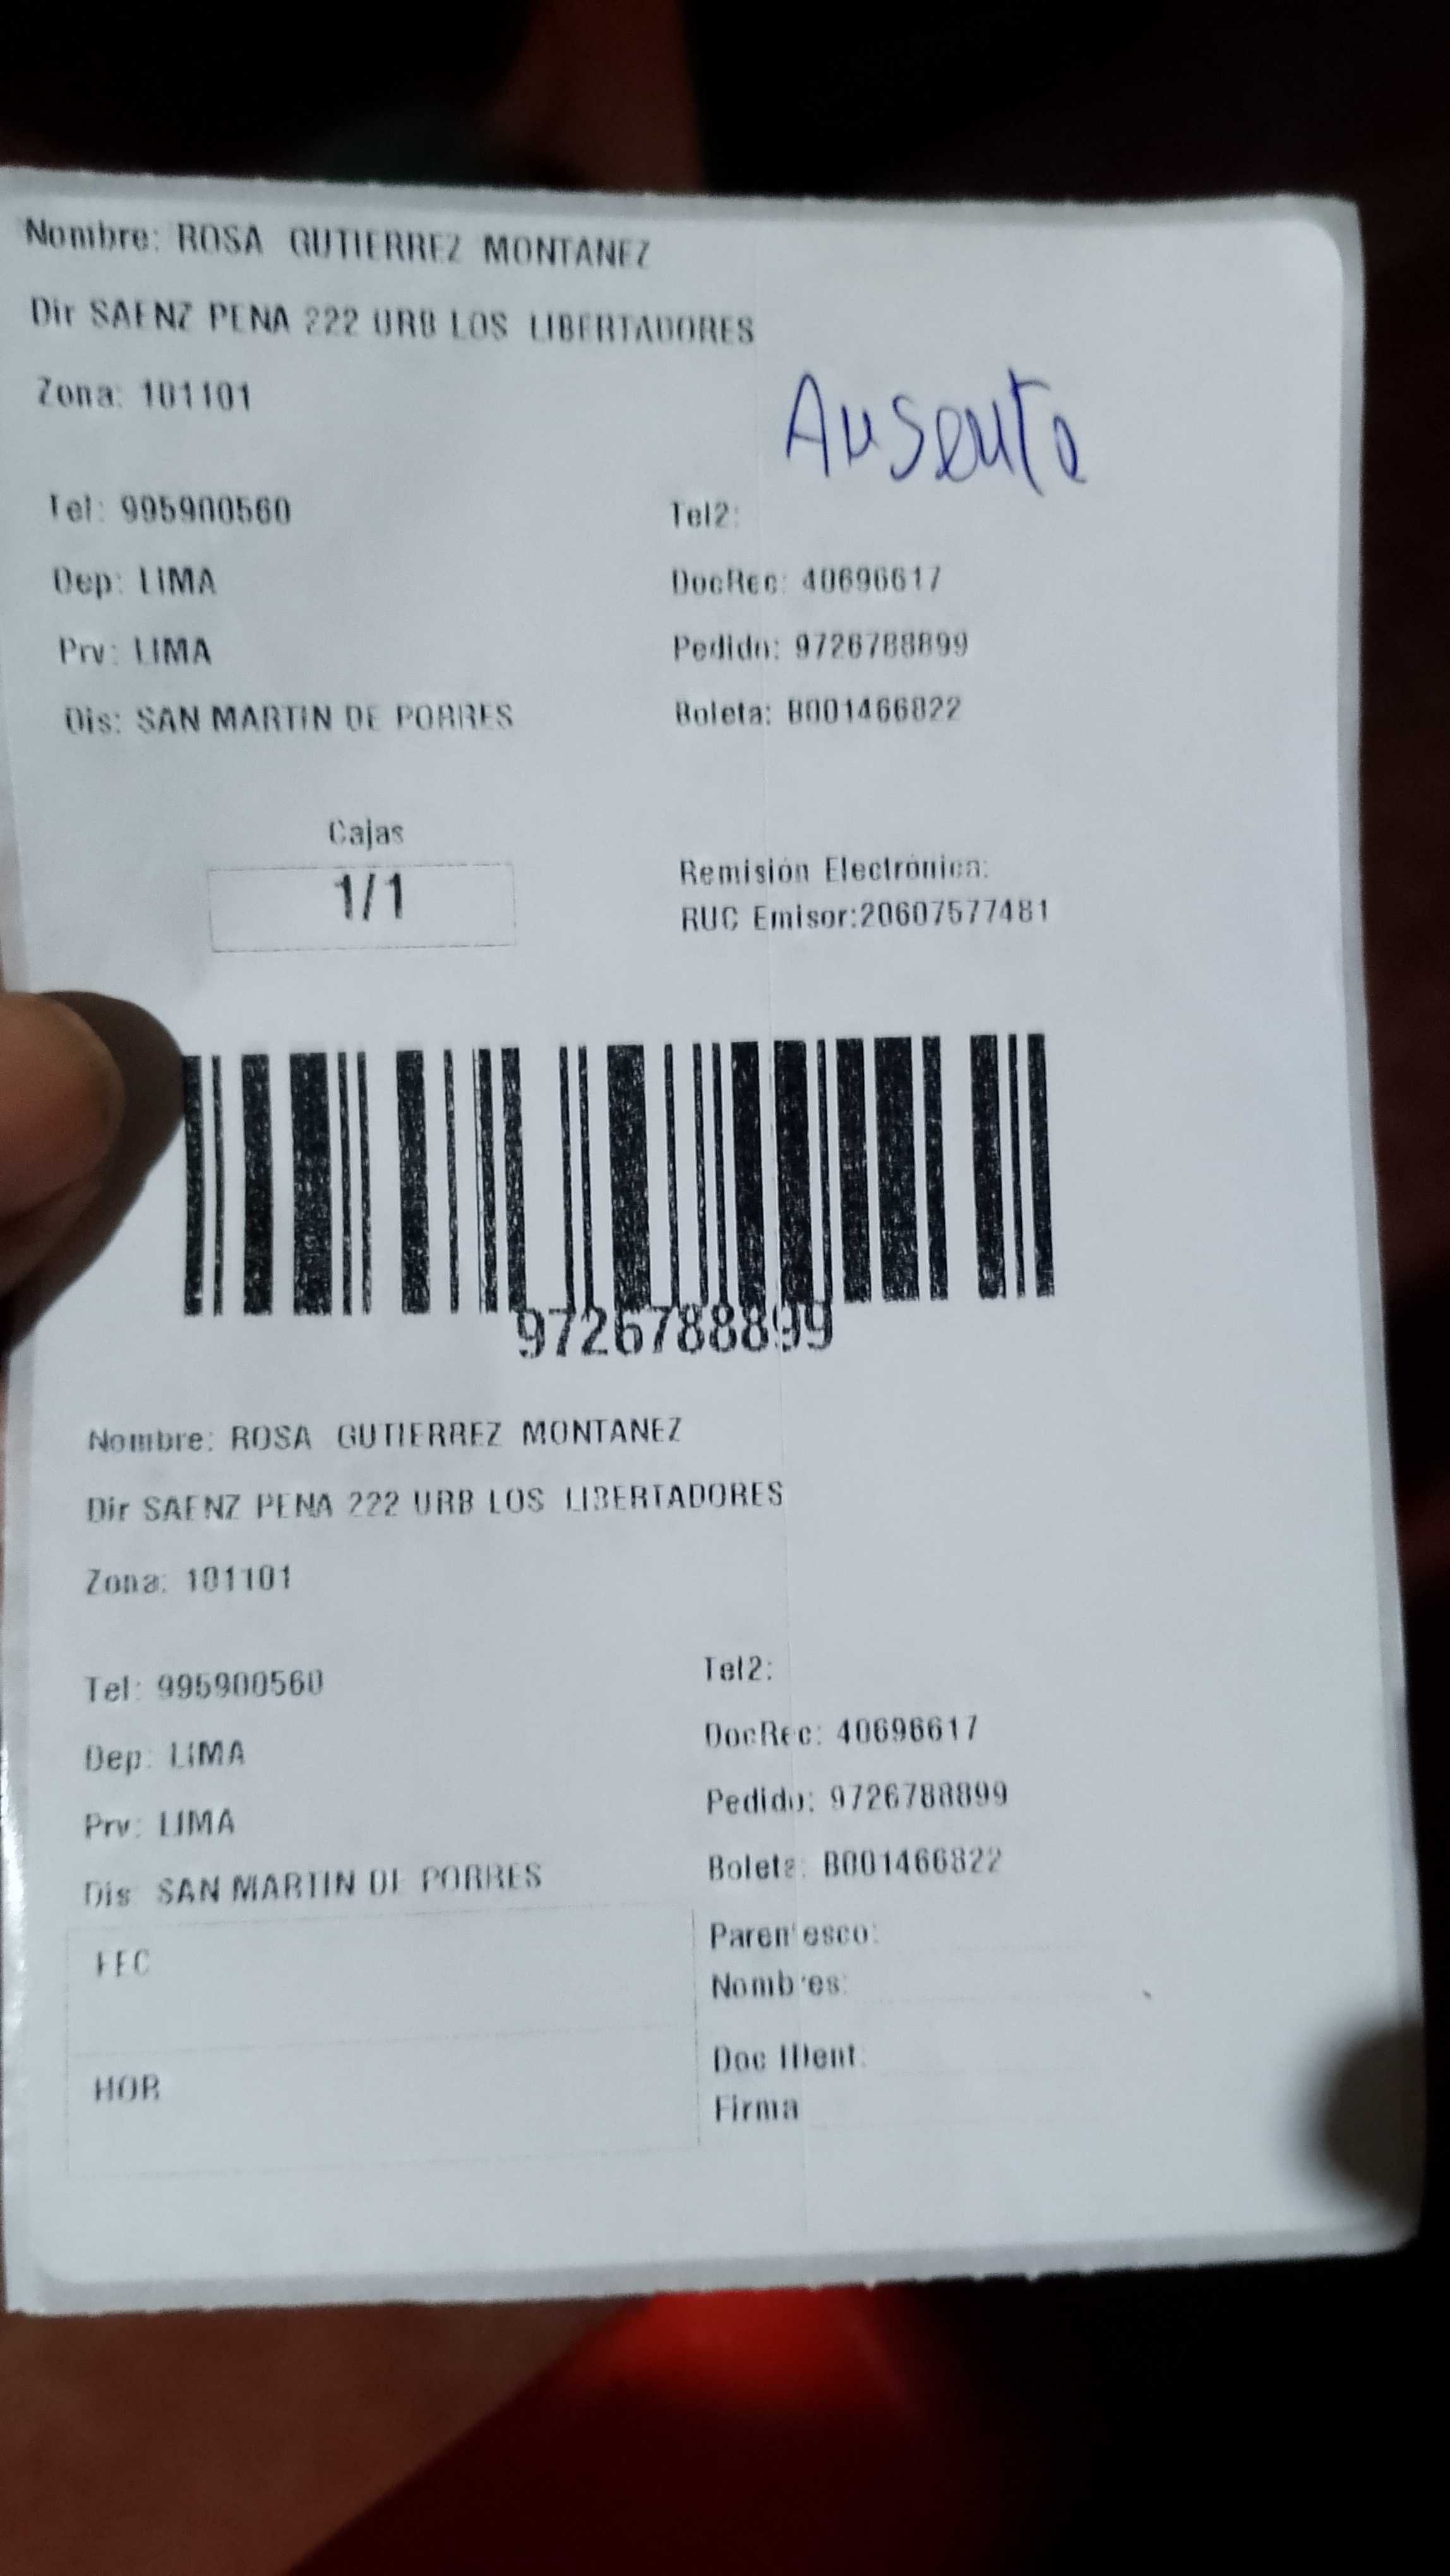 Nombre: ROSA GUTIERREZ MONTANEZ
Dir SAENZ PENA 222 URB LOS LIBERTADORES
Zona: 101101
Ausente
Tel: 995900560
Tel2:
Dep: LIMA
DocRec: 40696617
Prv: LIMA
Pedido: 9726788899
Dis: SAN MARTIN DE PORRES
Boleta: B001466822
Cajas
1/1
Remisión Electrónica:
RUC Emisor:20607577481
9726788899
Nombre: ROSA GUTIERREZ MONTANEZ
Dir SAENZ PENA 222 URB LOS LIBERTADORES
Zona: 101101
Tel: 995900560
Tel2:
Dep: LIMA
DocRec: 40696617
Prv: LIMA
Pedido: 9726788899
Dis: SAN MARTIN DE PORRES
Boleta: B001466822
FEC
Parentesco:
Nombres:
HOR
Doc IDent:
Firma